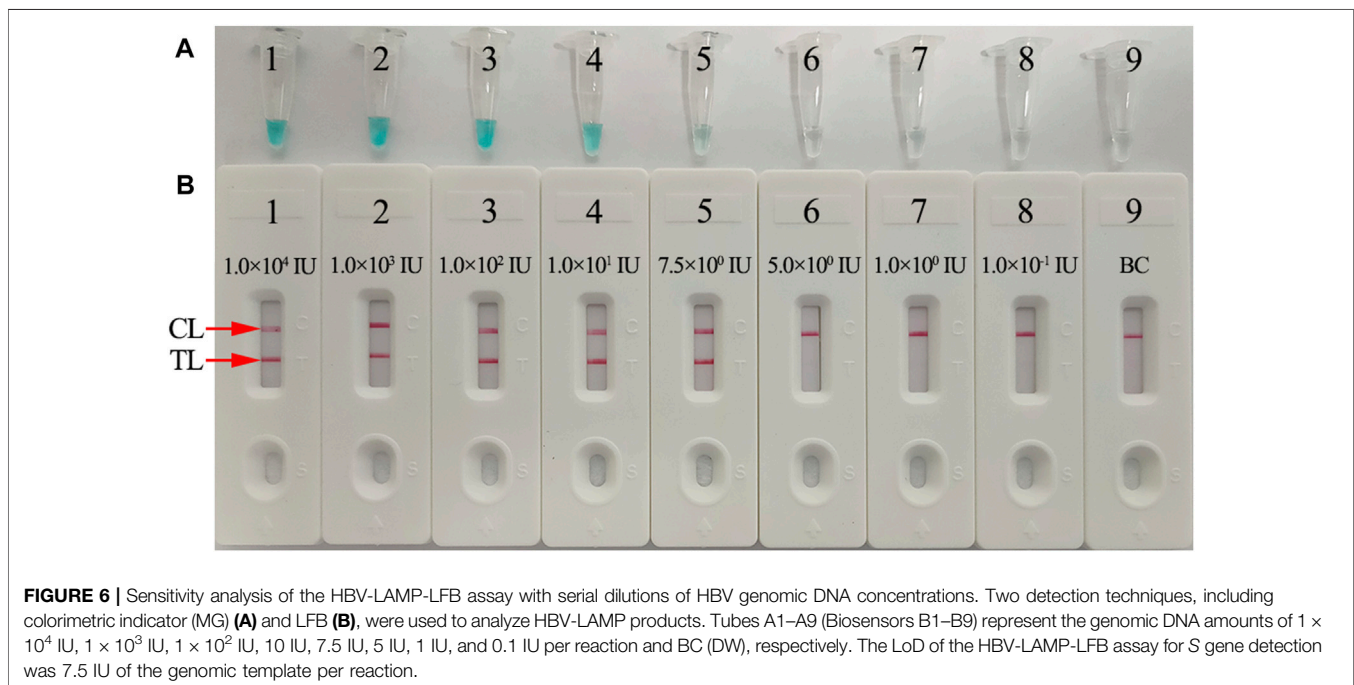 A
1 2 3 4 5 6 7 8 9
B
1 2 3 4 5 6 7 8 9
1.0×10⁴ IU 1.0×10³ IU 1.0×10² IU 1.0×10¹ IU 7.5×10⁰ IU 5.0×10⁰ IU 1.0×10⁰ IU 1.0×10⁻¹ IU BC
CL C C C C C C C C C
TL T T T T T T T T T
S S S S S S S S S
FIGURE 6 | Sensitivity analysis of the HBV-LAMP-LFB assay with serial dilutions of HBV genomic DNA concentrations. Two detection techniques, including
colorimetric indicator (MG) (A) and LFB (B), were used to analyze HBV-LAMP products. Tubes A1–A9 (Biosensors B1–B9) represent the genomic DNA amounts of 1 ×
10⁴ IU, 1 × 10³ IU, 1 × 10² IU, 10 IU, 7.5 IU, 5 IU, 1 IU, and 0.1 IU per reaction and BC (DW), respectively. The LoD of the HBV-LAMP-LFB assay for S gene detection
was 7.5 IU of the genomic template per reaction.